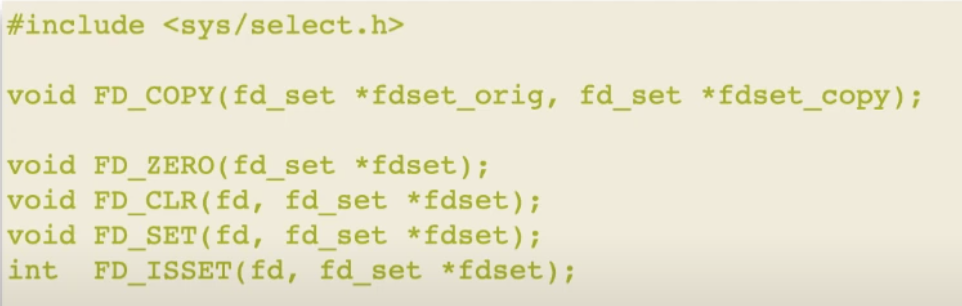 #include <sys/select.h>
void FD_COPY(fd_set *fdset_orig, fd_set *fdset_copy);
void FD_ZERO(fd_set *fdset);
void FD_CLR(fd, fd_set *fdset);
void FD_SET(fd, fd_set *fdset);
int  FD_ISSET(fd, fd_set *fdset);